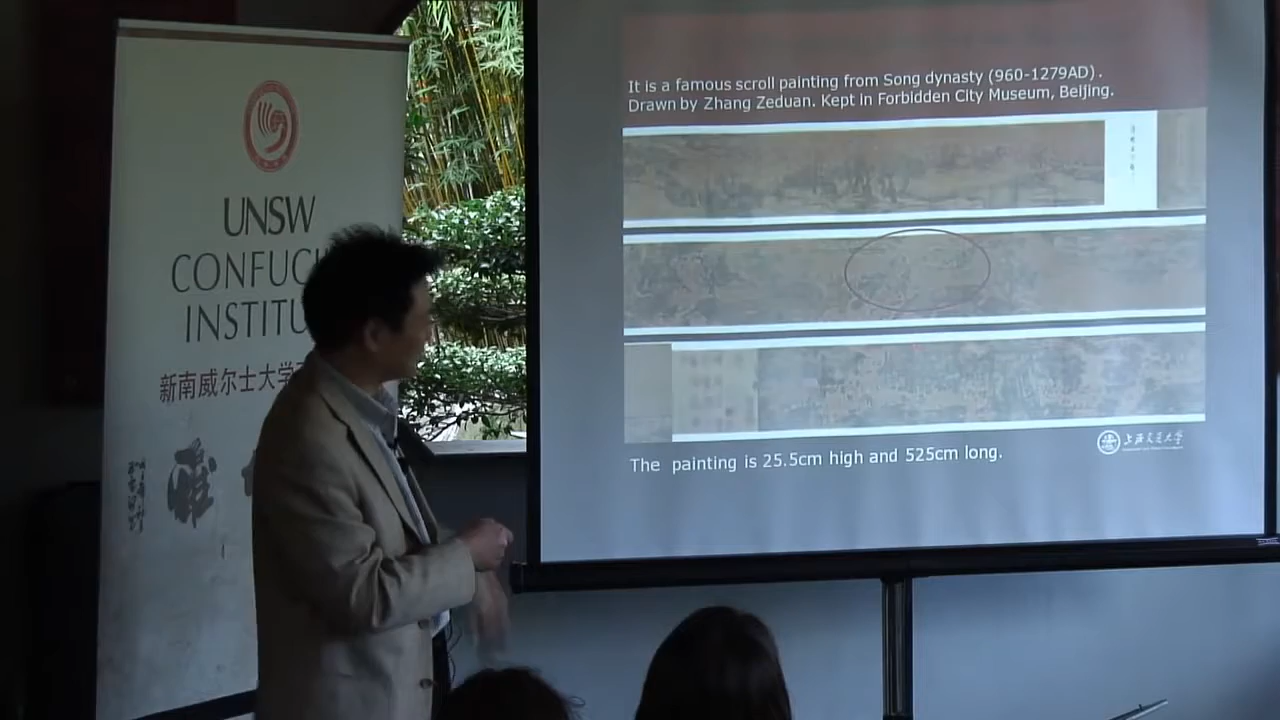 UNSW
CONFUC
INSTITU
新南威尔士大学
It is a famous scroll painting from Song dynasty (960-1279AD).
Drawn by Zhang Zeduan. Kept in Forbidden City Museum, Beijing.
上海交通大学
The painting is 25.5cm high and 525cm long.